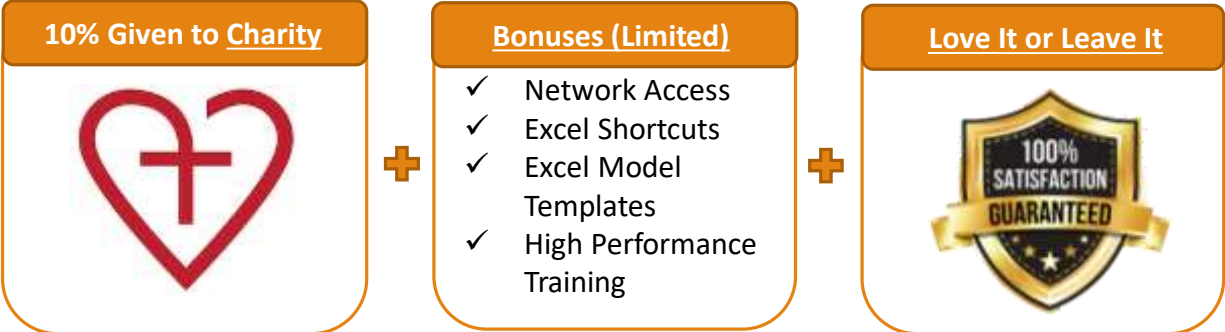 10% Given to Charity
Bonuses (Limited)
✓ Network Access
✓ Excel Shortcuts
✓ Excel Model
Templates
✓ High Performance
Training
Love It or Leave It
100%
SATISFACTION
GUARANTEED